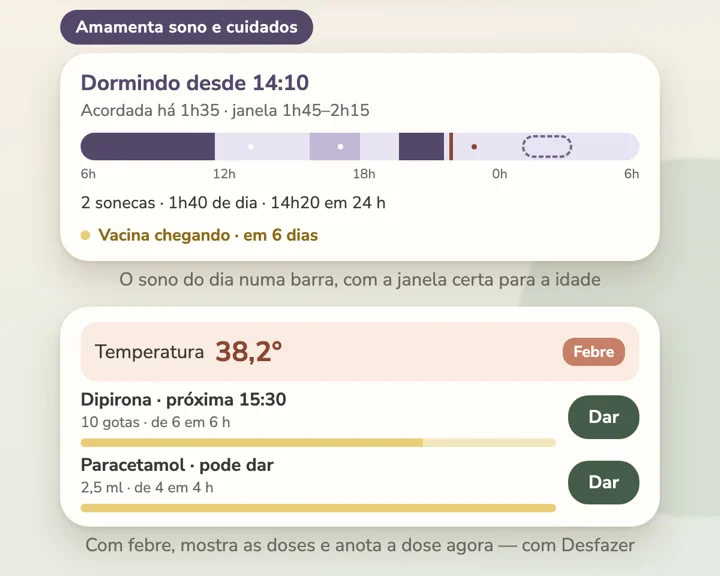 Amamenta sono e cuidados
Dormindo desde 14:10
Acordada há 1h35 · janela 1h45–2h15
6h 12h 18h 0h 6h
2 sonecas · 1h40 de dia · 14h20 em 24 h
Vacina chegando · em 6 dias
O sono do dia numa barra, com a janela certa para a idade
Temperatura 38,2° Febre
Dipirona · próxima 15:30
10 gotas · de 6 em 6 h
Dar
Paracetamol · pode dar
2,5 ml · de 4 em 4 h
Dar
Com febre, mostra as doses e anota a dose agora — com Desfazer